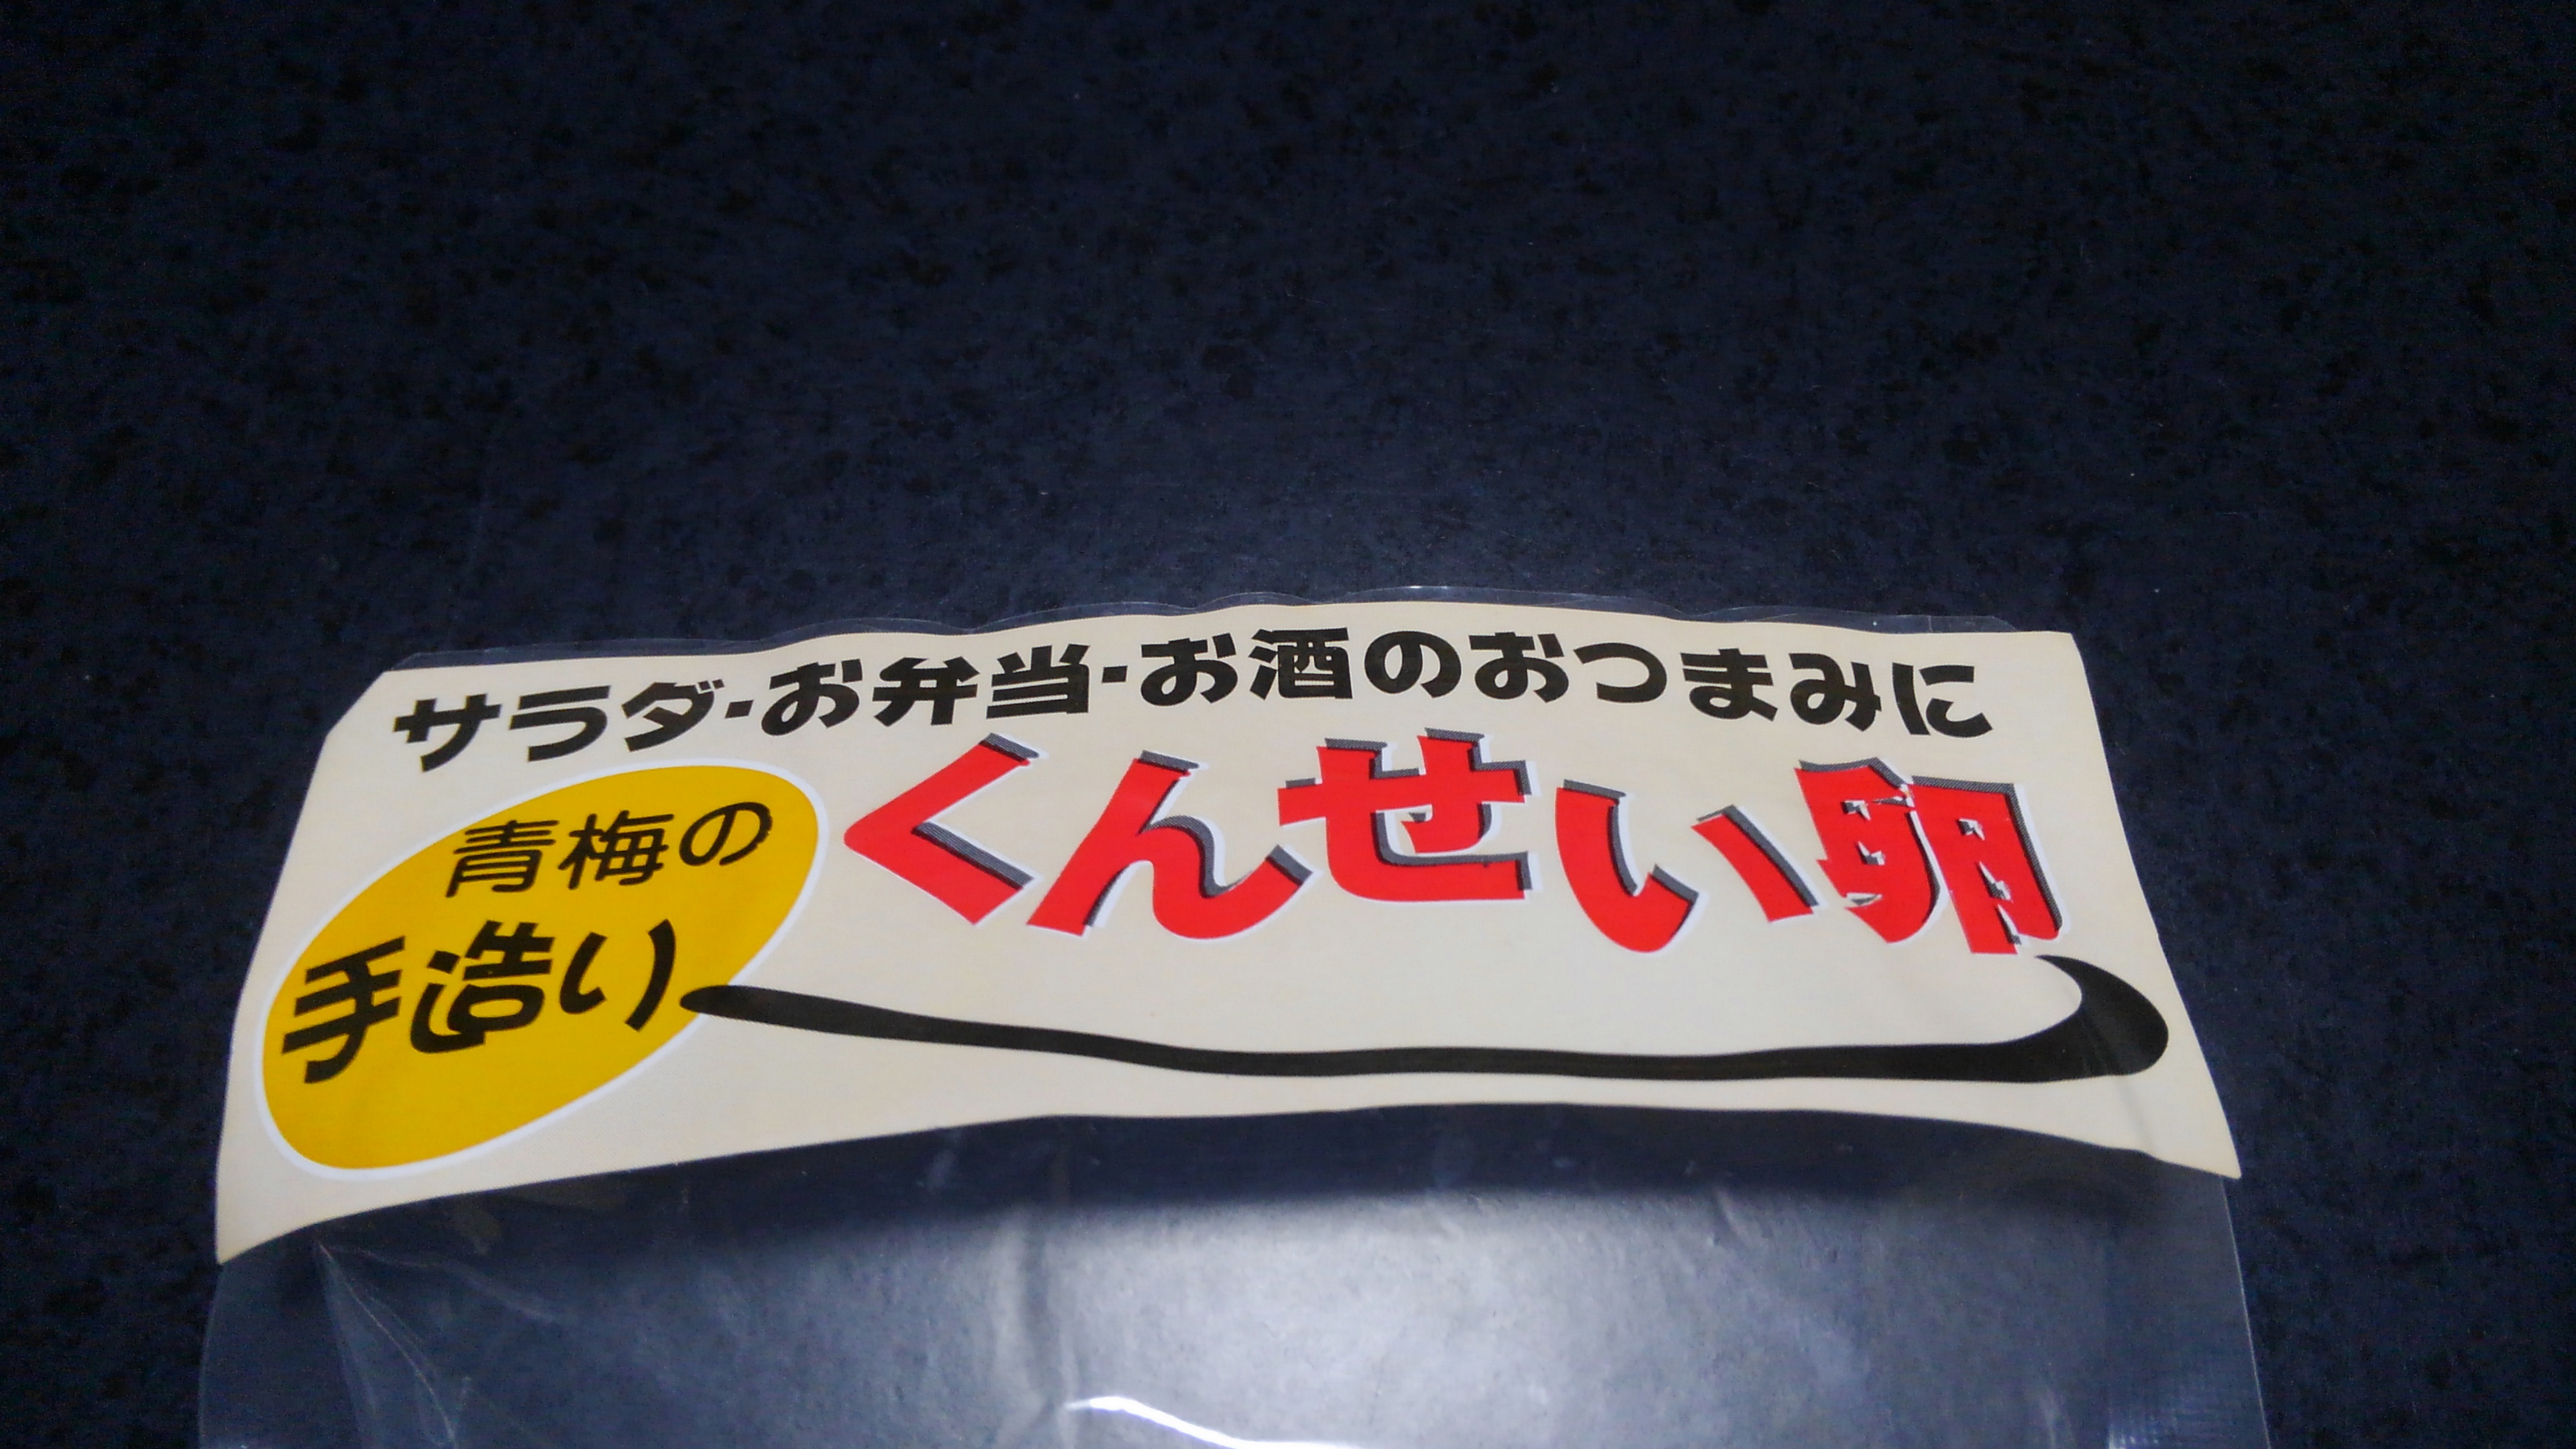 サラダ・お弁当・お酒のおつまみに
青梅の
手造り
くんせい卵